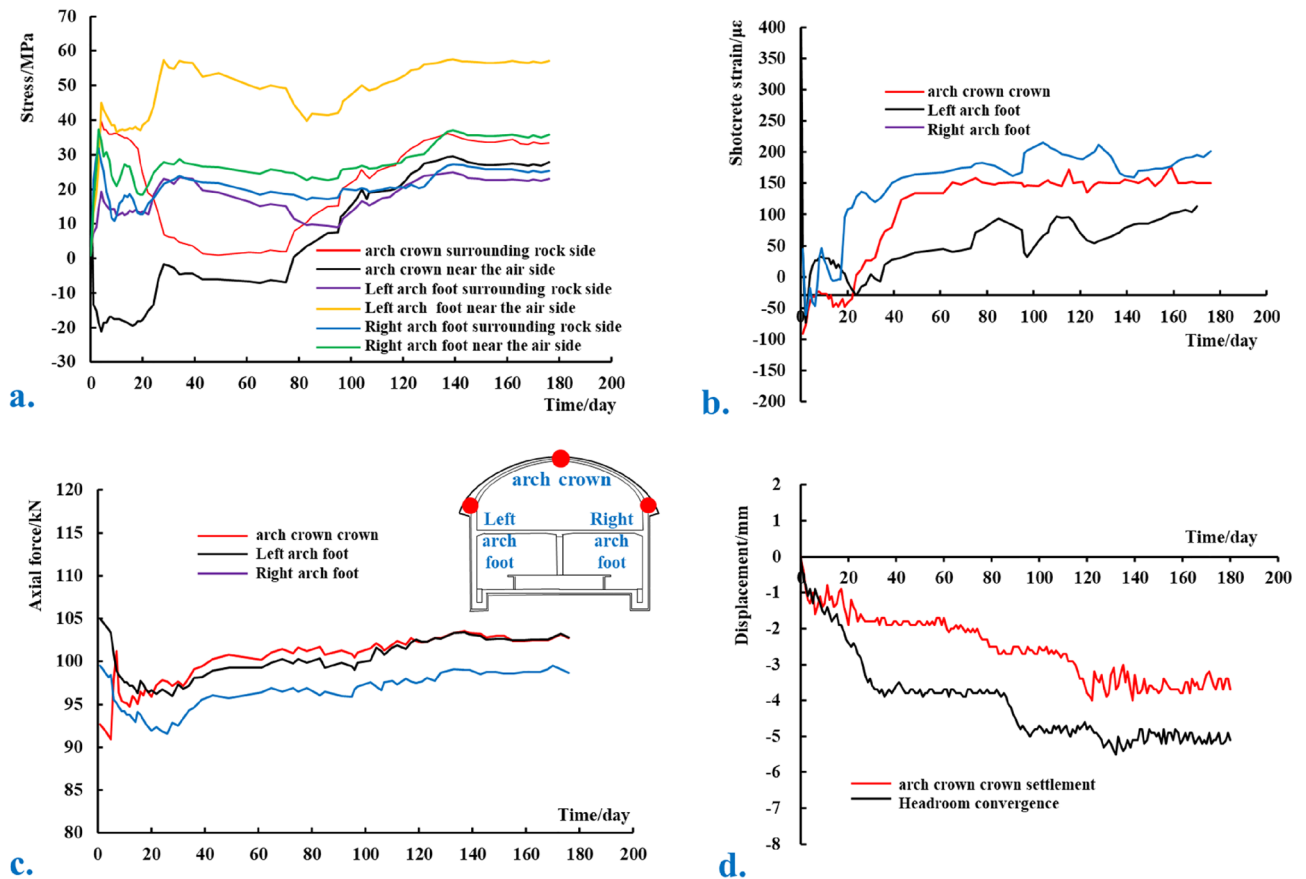 Stress/MPa
70
60
50
40
30
20
10
0
-10
-20
-30
arch crown surrounding rock side
arch crown near the air side
Left arch foot surrounding rock side
Left arch foot near the air side
Right arch foot surrounding rock side
Right arch foot near the air side
0 20 40 60 80 100 120 140 160 180 200
Time/day
a.
Shotcrete strain/με
400
350
300
250
200
150
100
50
0
-50
-100
-150
-200
arch crown crown
Left arch foot
Right arch foot
0 20 40 60 80 100 120 140 160 180 200
Time/day
b.
Axial force/kN
120
115
110
105
100
95
90
85
80
arch crown crown
Left arch foot
Right arch foot
arch crown
Left arch foot
Right arch foot
Time/day
0 20 40 60 80 100 120 140 160 180 200
c.
Displacement/mm
2
1
0
-1
-2
-3
-4
-5
-6
-7
-8
Time/day
0 20 40 60 80 100 120 140 160 180 200
arch crown crown settlement
Headroom convergence
d.